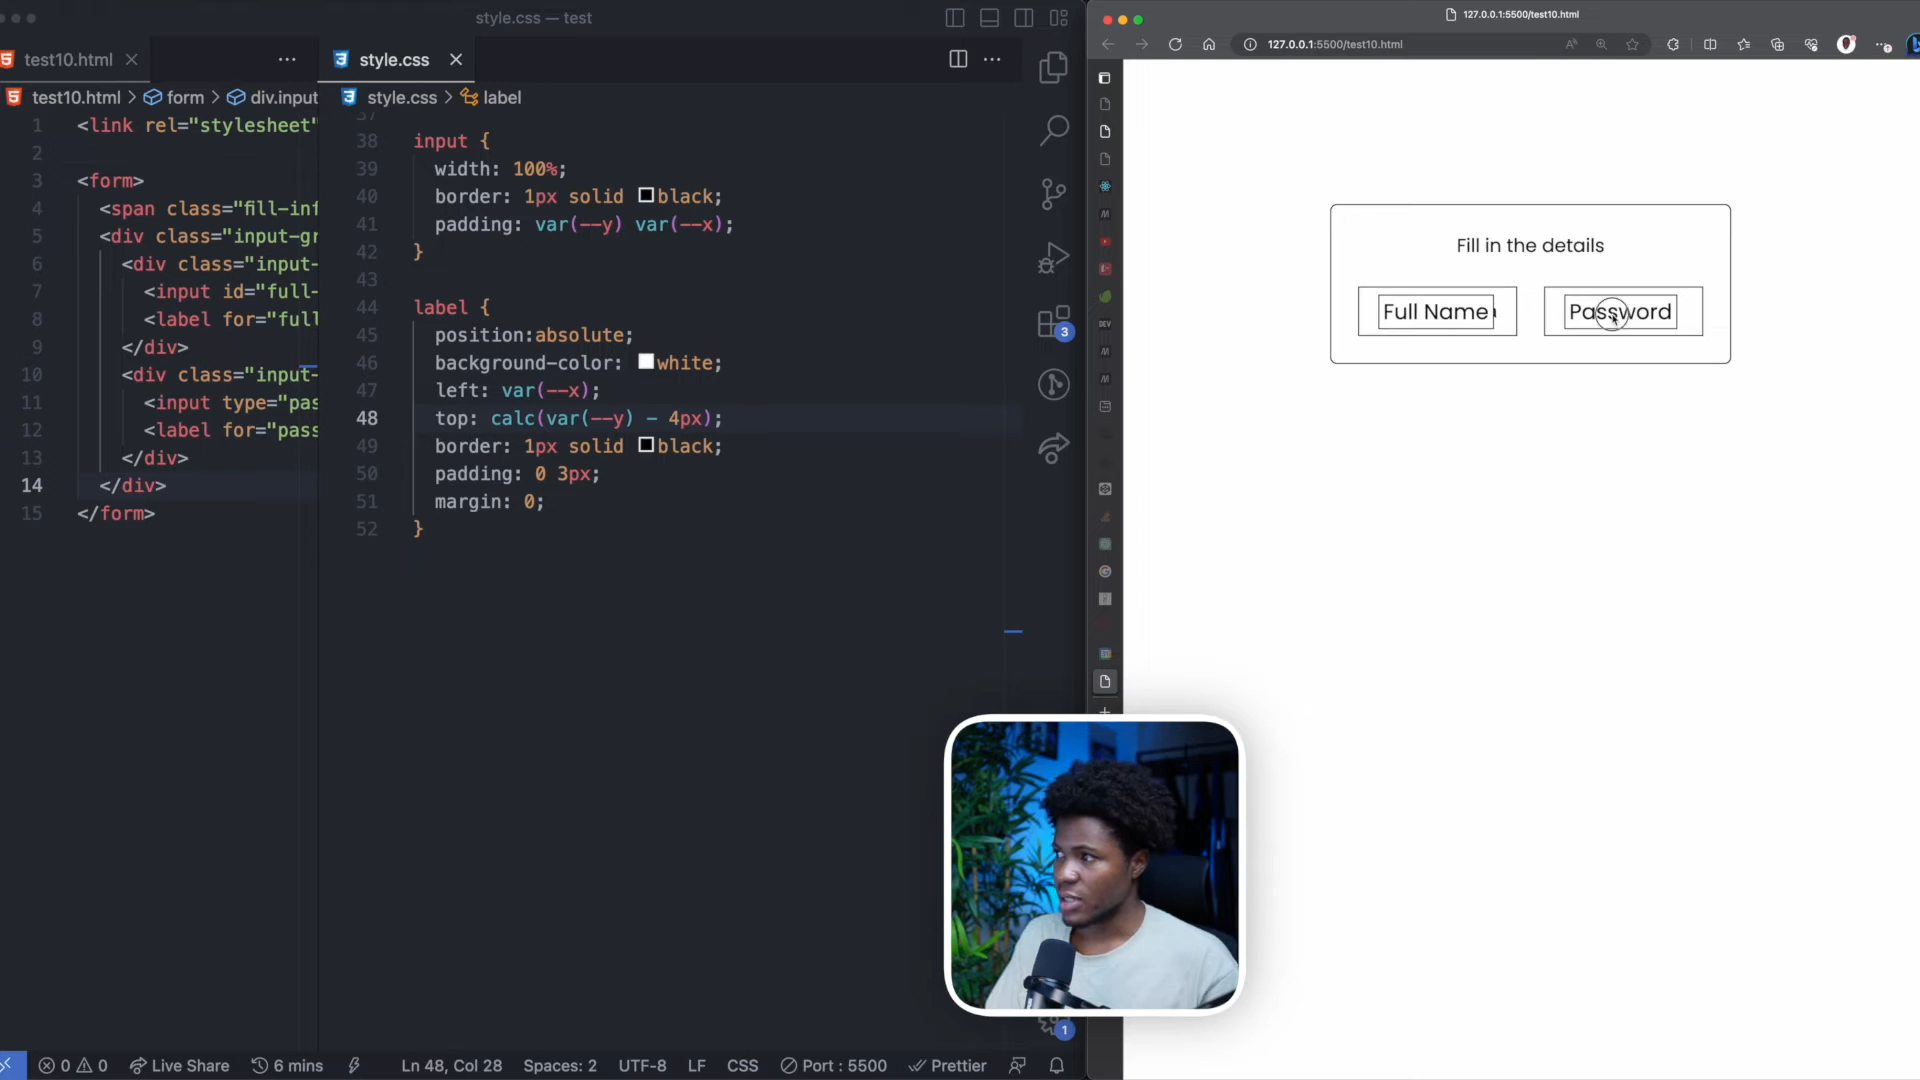 style.css — test
test10.html
style.css
test10.html > form > div.input
style.css > label
1 <link rel="stylesheet"
2
3 <form>
4 <span class="fill-inf
5 <div class="input-gr
6 <div class="input-
7 <input id="full-
8 <label for="full
9 </div>
10 <div class="input-
11 <input type="pas
12 <label for="pass
13 </div>
14 </div>
15 </form>
37
38 input {
39 width: 100%;
40 border: 1px solid black;
41 padding: var(--y) var(--x);
42 }
43
44 label {
45 position:absolute;
46 background-color: white;
47 left: var(--x);
48 top: calc(var(--y) - 4px);
49 border: 1px solid black;
50 padding: 0 3px;
51 margin: 0;
52 }
3
1
0 0 Live Share 6 mins Ln 48, Col 28 Spaces: 2 UTF-8 LF CSS Port : 5500 Prettier
127.0.0.1:5500/test10.html
127.0.0.1:5500/test10.html
DEV
Fill in the details
Full Name
Password